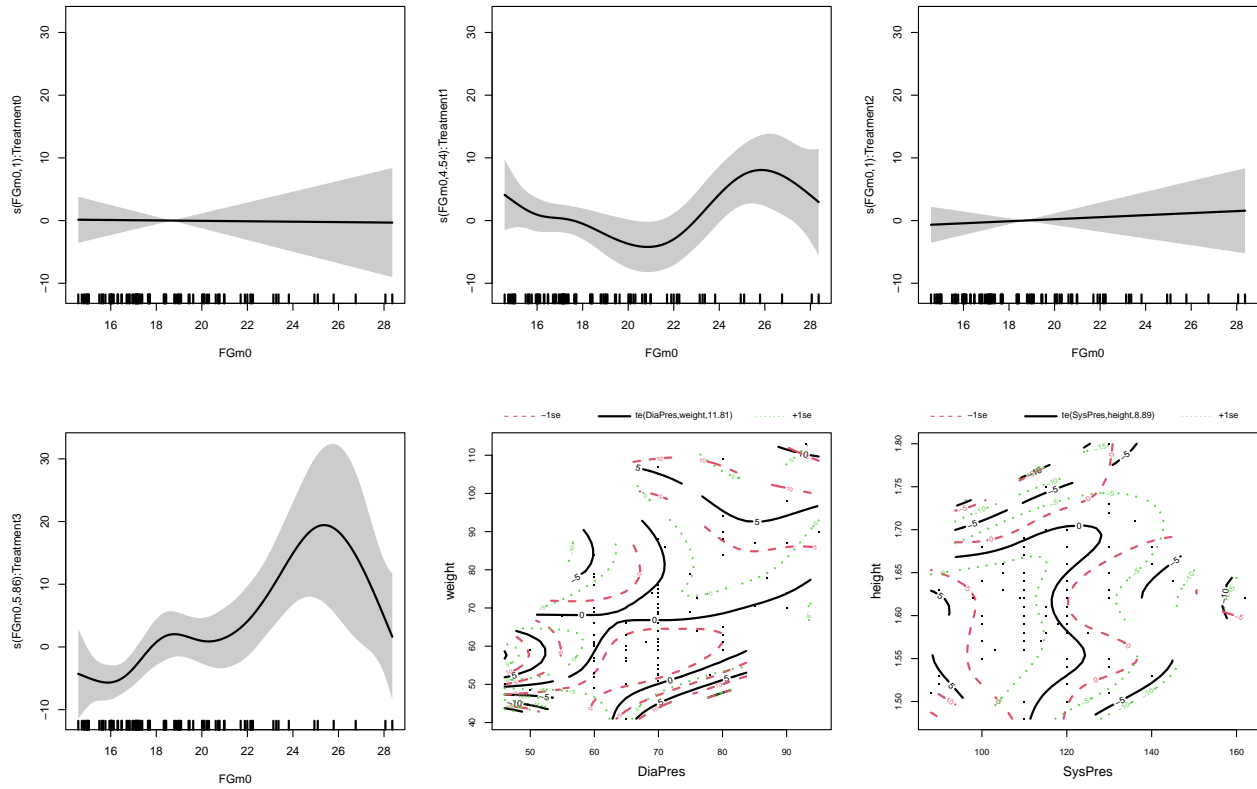 s(FGm0,1):Treatment0
30
20
10
0
−10
16 18 20 22 24 26 28
FGm0
s(FGm0,4.54):Treatment1
30
20
10
0
−10
16 18 20 22 24 26 28
FGm0
s(FGm0,1):Treatment2
30
20
10
0
−10
16 18 20 22 24 26 28
FGm0
s(FGm0,5.86):Treatment3
30
20
10
0
−10
16 18 20 22 24 26 28
FGm0
−1se te(DiaPres,weight,11.81) +1se
weight
110
100
90
80
70
60
50
40
50 60 70 80 90
DiaPres
−1se te(SysPres,height,8.89) +1se
height
1.80
1.75
1.70
1.65
1.60
1.55
1.50
100 120 140 160
SysPres